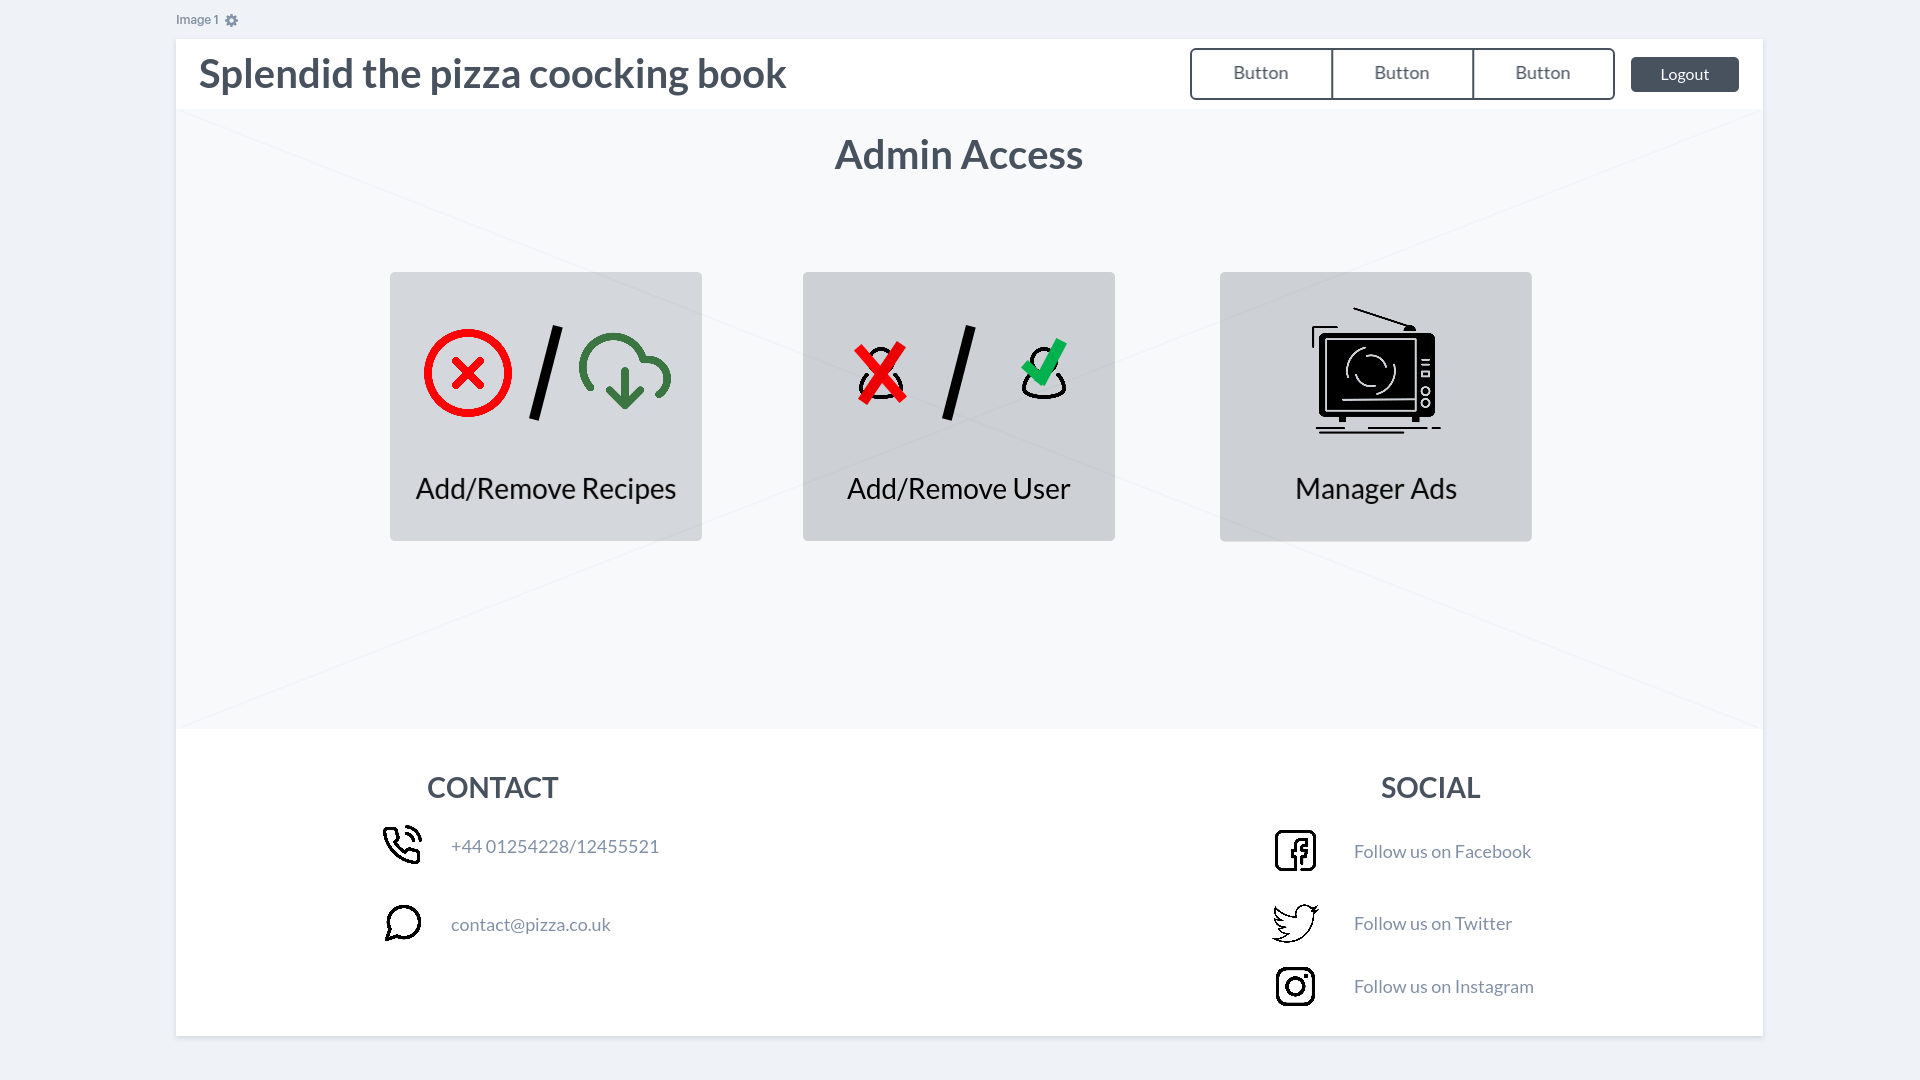 Image 1
Splendid the pizza coocking book
Button Button Button Logout
Admin Access
Add/Remove Recipes
Add/Remove User
Manager Ads
CONTACT
+44 01254228/12455521
contact@pizza.co.uk
SOCIAL
Follow us on Facebook
Follow us on Twitter
Follow us on Instagram